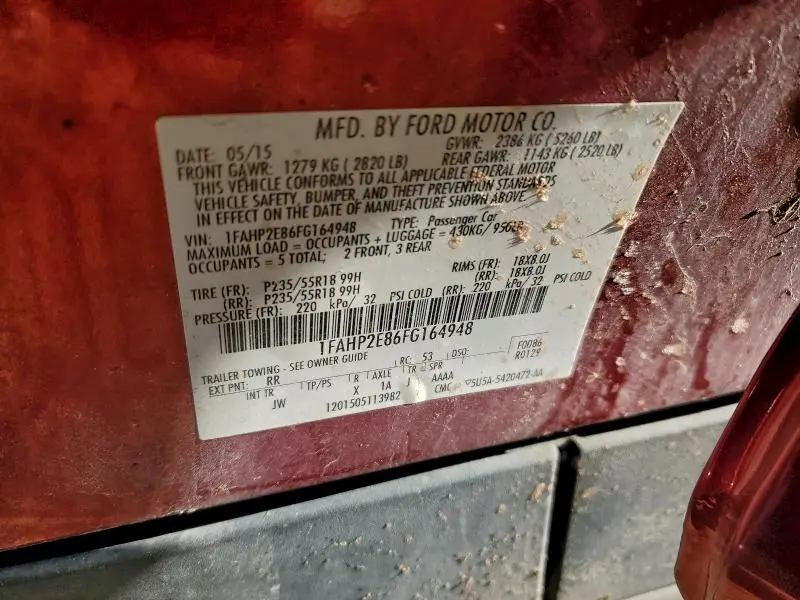 MFD. BY FORD MOTOR CO.
DATE: 05/15 GVWR: 2386 KG ( 5260 LB)
FRONT GAWR: 1279 KG ( 2820 LB) REAR GAWR: 1143 KG ( 2520LB)
THIS VEHICLE CONFORMS TO ALL APPLICABLE FEDERAL MOTOR
VEHICLE SAFETY, BUMPER, AND THEFT PREVENTION STANDARDS
IN EFFECT ON THE DATE OF MANUFACTURE SHOWN ABOVE.
VIN: 1FAHP2E86FG164948 TYPE: Passenger Car
MAXIMUM LOAD = OCCUPANTS + LUGGAGE = 430KG/ 950LB
OCCUPANTS = 5 TOTAL; 2 FRONT, 3 REAR
TIRE (FR): P235/55R18 99H RIMS (FR): 18X8.0J
(RR): P235/55R18 99H (RR): 18X8.0J
PRESSURE (FR): 220 kPa/ 32 PSI COLD (RR): 220 kPa/ 32 PSI COLD
1FAHP2E86FG164948
TRAILER TOWING - SEE OWNER GUIDE RC: 53 DSO: F0086
EXT PNT: RR R0129
INT TR TP/PS R AXLE TR SPR
JW X 1A J AAAA
1201505113982 CMC 5U5A-5420472-AA